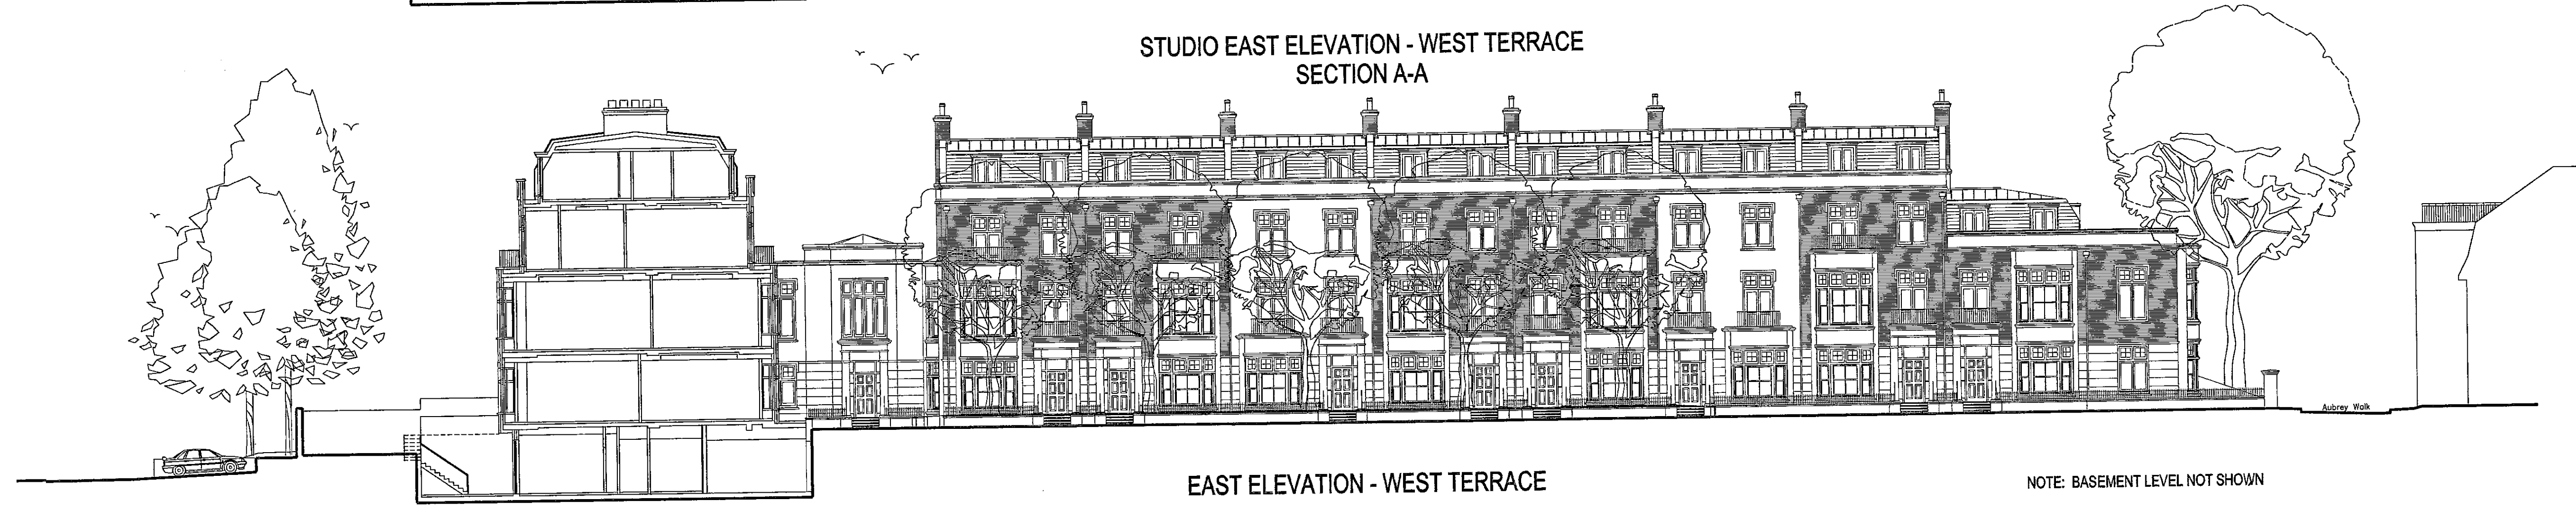 STUDIO EAST ELEVATION - WEST TERRACE
SECTION A-A
Aubrey Walk
EAST ELEVATION - WEST TERRACE
NOTE: BASEMENT LEVEL NOT SHOWN